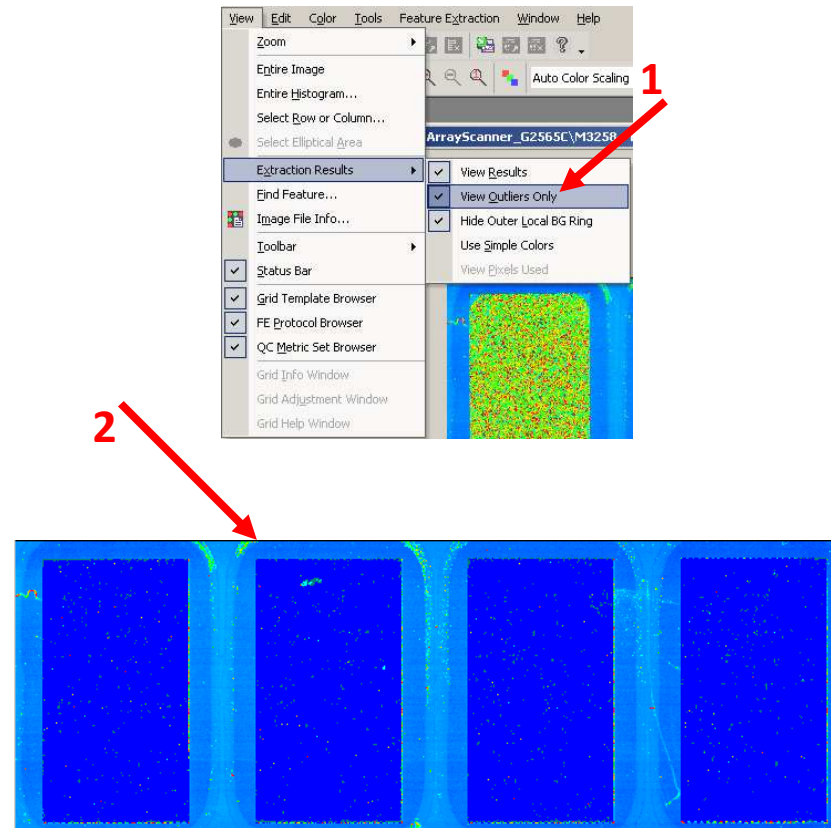 View Edit Color Tools Feature Extraction Window Help
Zoom
Entire Image
Entire Histogram...
Select Row or Column...
Select Elliptical Area
Extraction Results
Find Feature...
Image File Info...
Toolbar
Status Bar
Grid Template Browser
FE Protocol Browser
QC Metric Set Browser
Grid Info Window
Grid Adjustment Window
Grid Help Window
Auto Color Scaling
1
ArrayScanner_G2565C\M3258
View Results
View Outliers Only
Hide Outer Local BG Ring
Use Simple Colors
View Pixels Used
2